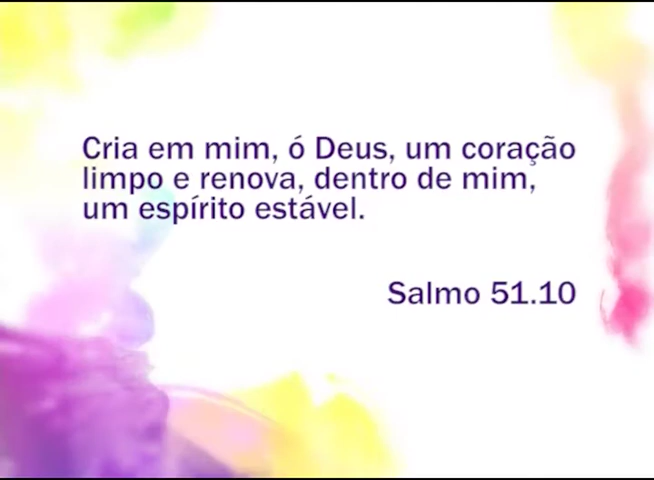 Cria em mim, ó Deus, um coração
limpo e renova, dentro de mim,
um espírito estável.
Salmo 51.10